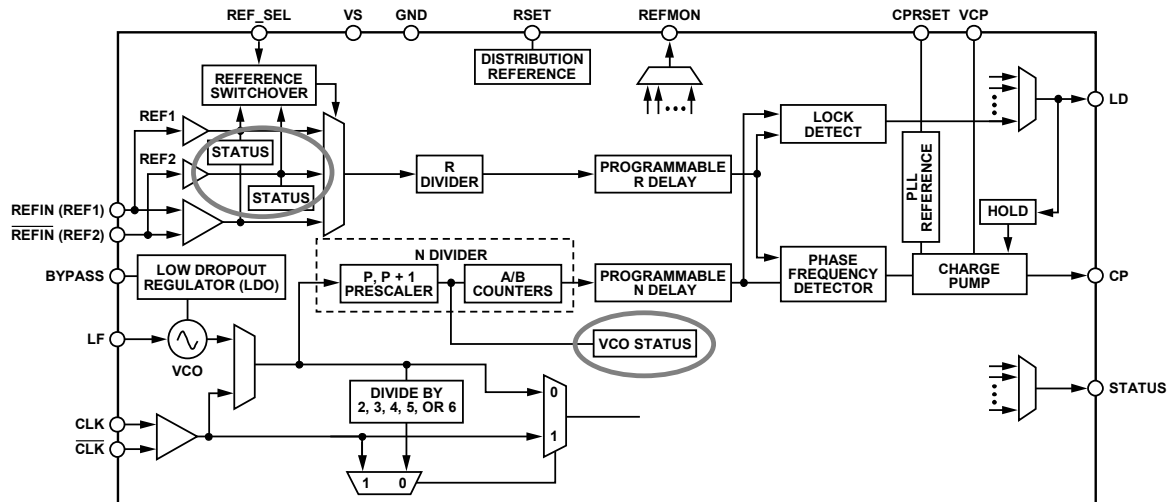 REF_SEL
VS
GND
RSET
REFMON
CPRSET
VCP
DISTRIBUTION
REFERENCE
REFERENCE
SWITCHOVER
REF1
STATUS
REF2
STATUS
R
DIVIDER
PROGRAMMABLE
R DELAY
LOCK
DETECT
LD
PLL
REFERENCE
HOLD
REFIN (REF1)
REFIN (REF2)
BYPASS
LOW DROPOUT
REGULATOR (LDO)
N DIVIDER
P, P + 1
PRESCALER
A/B
COUNTERS
PROGRAMMABLE
N DELAY
PHASE
FREQUENCY
DETECTOR
CHARGE
PUMP
CP
LF
VCO
VCO STATUS
DIVIDE BY
2, 3, 4, 5, OR 6
0
1
STATUS
CLK
CLK
1 0